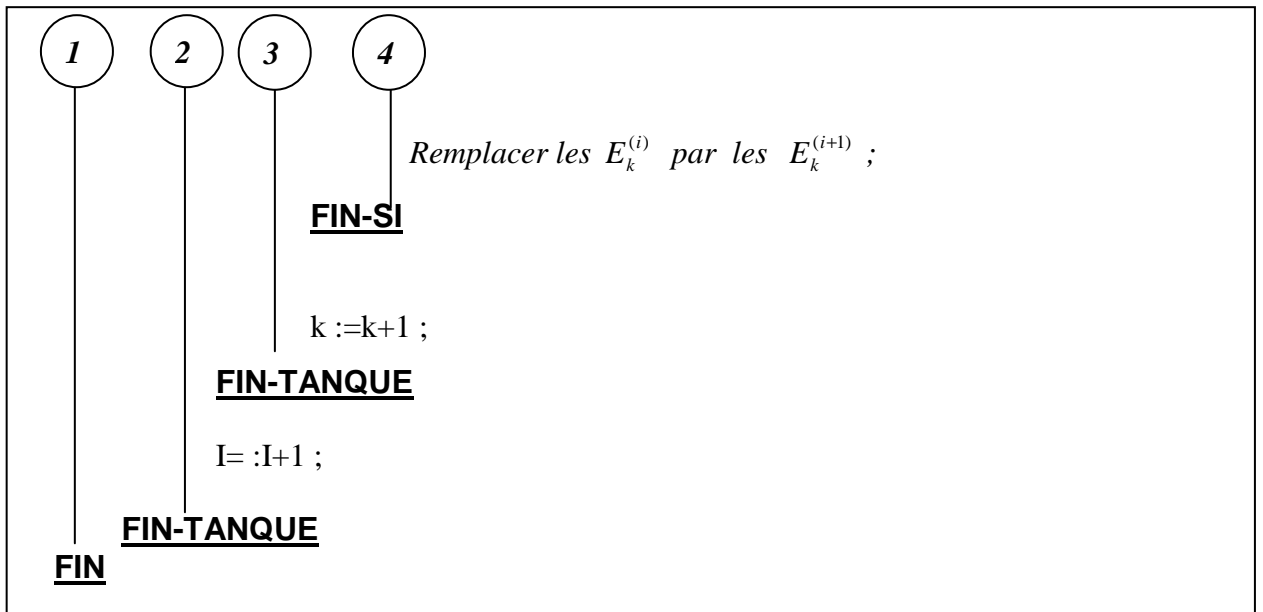 1 2 3 4
Remplacer les E_k^{(i)} par les E_k^{(i+1)} ;
FIN-SI
k :=k+1 ;
FIN-TANQUE
I= :I+1 ;
FIN-TANQUE
FIN